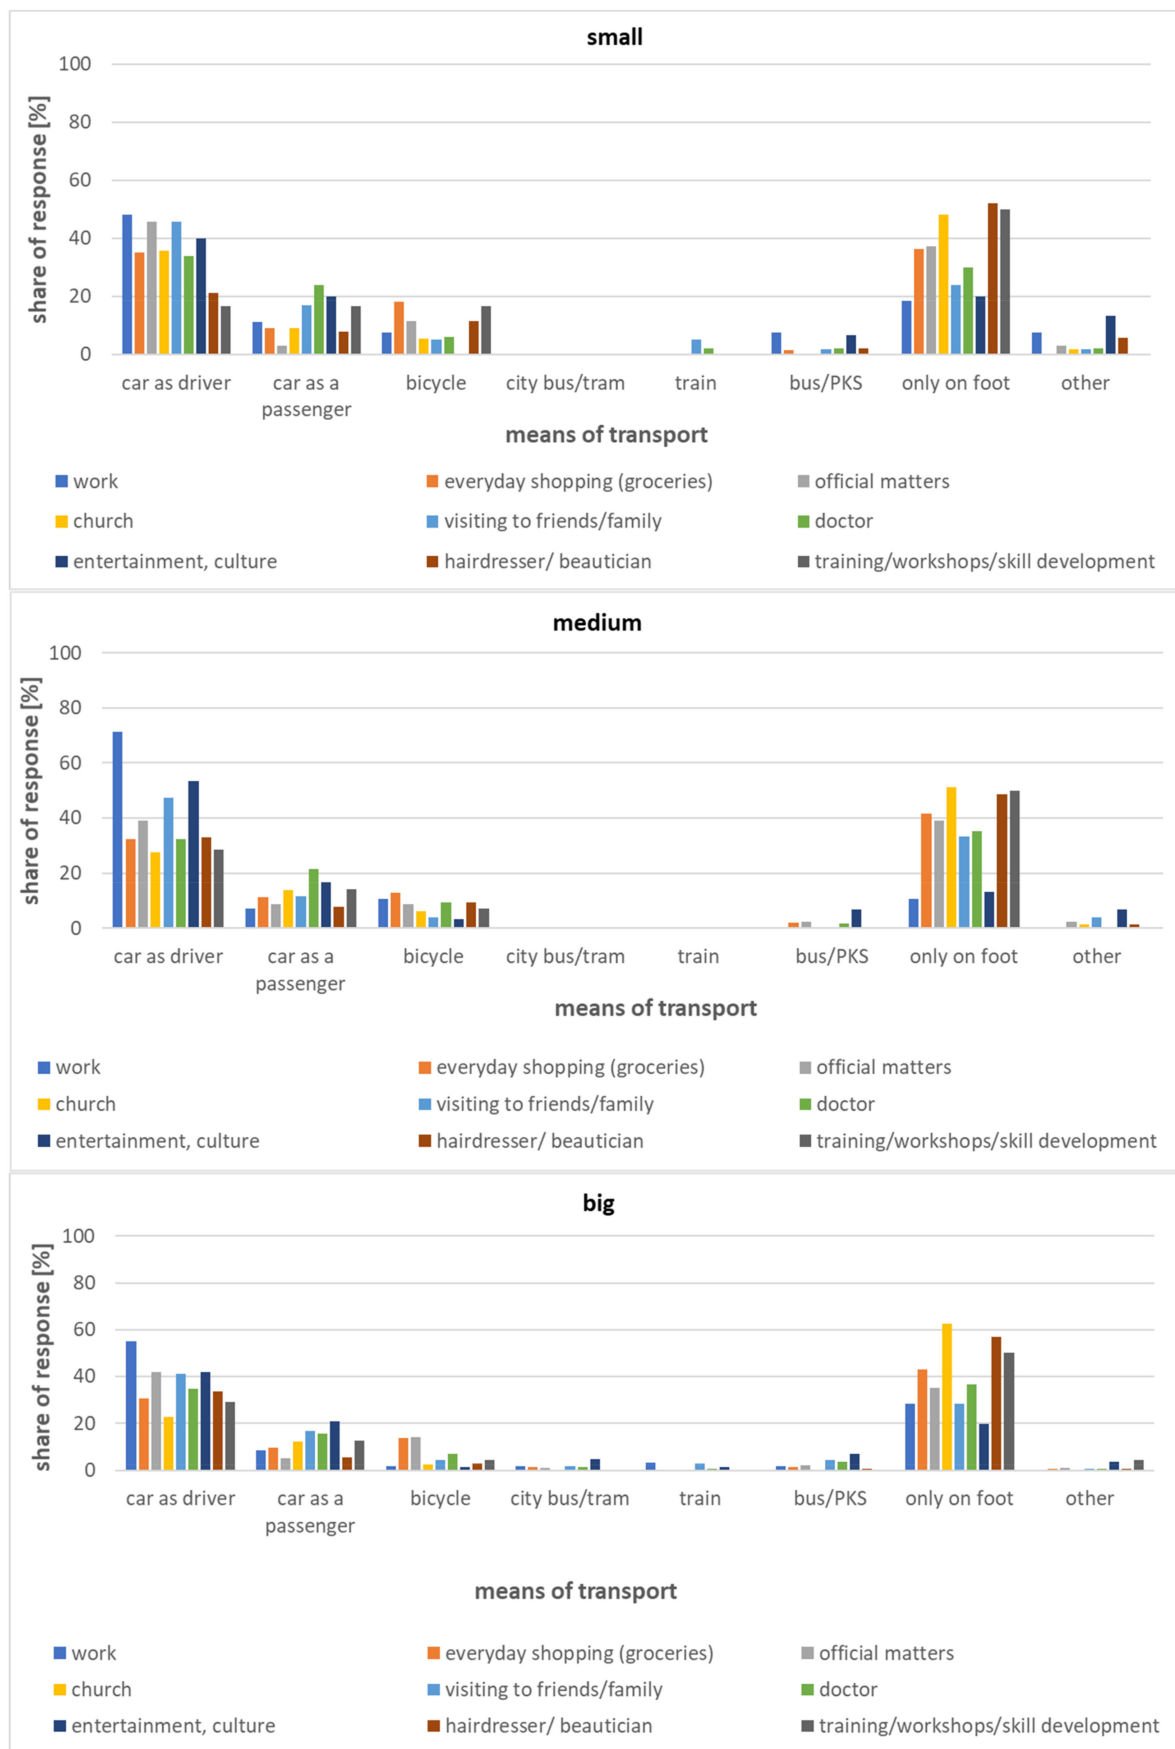 small
share of response [%]
100
80
60
40
20
0
car as driver
car as a
passenger
bicycle
city bus/tram
train
bus/PKS
only on foot
other
means of transport
work
everyday shopping (groceries)
official matters
church
visiting to friends/family
doctor
entertainment, culture
hairdresser/ beautician
training/workshops/skill development
medium
share of response [%]
100
80
60
40
20
0
car as driver
car as a
passenger
bicycle
city bus/tram
train
bus/PKS
only on foot
other
means of transport
work
everyday shopping (groceries)
official matters
church
visiting to friends/family
doctor
entertainment, culture
hairdresser/ beautician
training/workshops/skill development
big
share of response [%]
100
80
60
40
20
0
car as driver
car as a
passenger
bicycle
city bus/tram
train
bus/PKS
only on foot
other
means of transport
work
everyday shopping (groceries)
official matters
church
visiting to friends/family
doctor
entertainment, culture
hairdresser/ beautician
training/workshops/skill development